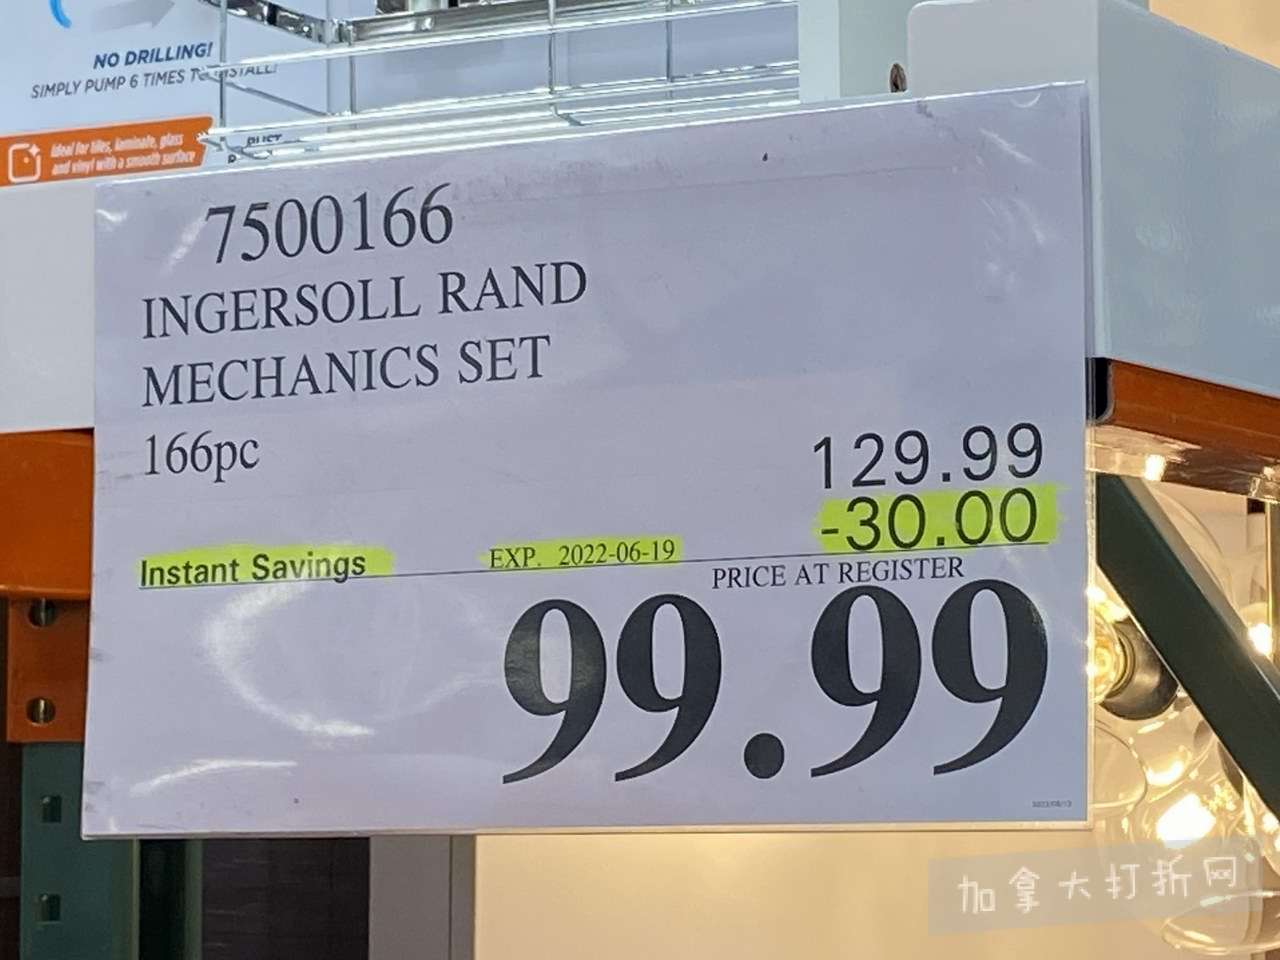 NO DRILLING!
SIMPLY PUMP 6 TIMES TO INSTALL!
Ideal for tiles, laminate, glass
and vinyl with a smooth surface
RUST
7500166
INGERSOLL RAND
MECHANICS SET
166pc
129.99
-30.00
Instant Savings EXP. 2022-06-19
PRICE AT REGISTER
99.99
加拿大打折网